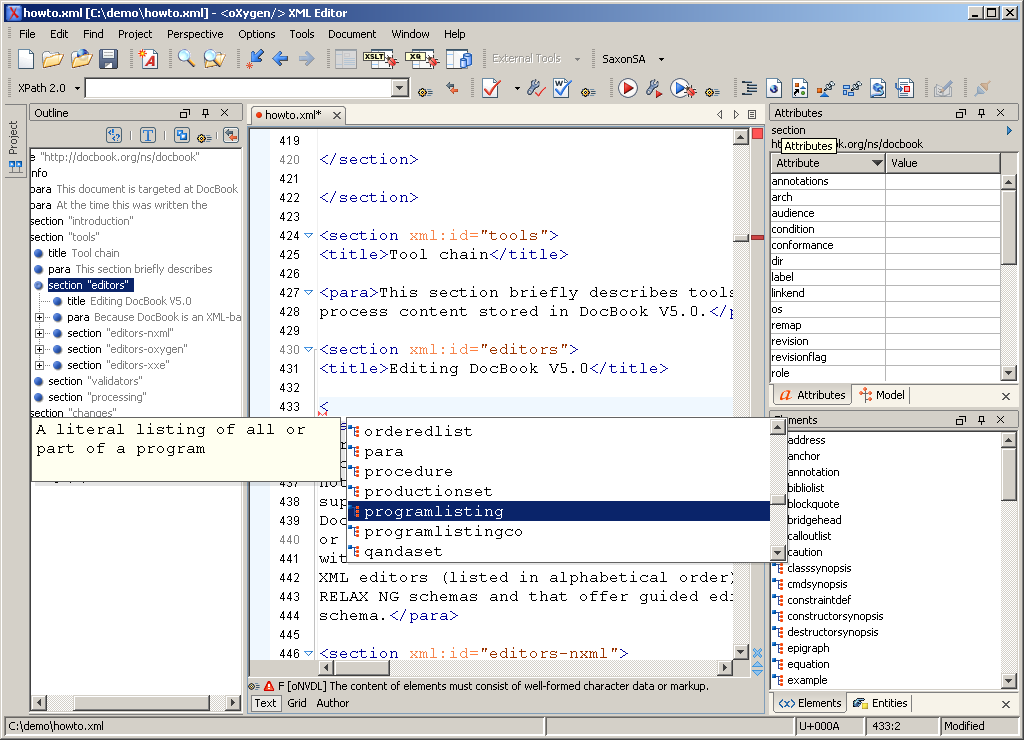 howto.xml [C:\demo\howto.xml] - <oXygen/> XML Editor
File Edit Find Project Perspective Options Tools Document Window Help
XSLT XQ External Tools SaxonSA
XPath 2.0
Project
Outline
e "http://docbook.org/ns/docbook"
nfo
para This document is targeted at DocBook
para At the time this was written the
section "introduction"
section "tools"
title Tool chain
para This section briefly describes
section "editors"
title Editing DocBook V5.0
para Because DocBook is an XML-ba
section "editors-nxml"
section "editors-oxygen"
section "editors-xxe"
section "validators"
section "processing"
section "changes"
A literal listing of all or
part of a program
howto.xml*
419
420 </section>
421
422 </section>
423
424 <section xml:id="tools">
425 <title>Tool chain</title>
426
427 <para>This section briefly describes tools
428 process content stored in DocBook V5.0.</p
429
430 <section xml:id="editors">
431 <title>Editing DocBook V5.0</title>
432
433 <
orderedlist
para
procedure
productionset
programlisting
programlistingco
qandaset
438 sup
439 Doc
440 or
441 wit
442 XML editors (listed in alphabetical order)
443 RELAX NG schemas and that offer guided edi
444 schema.</para>
445
446 <section xml:id="editors-nxml">
F [oNVDL] The content of elements must consist of well-formed character data or markup.
Text Grid Author
Attributes
section
ht
Attributes
ok.org/ns/docbook
Attribute Value
annotations
arch
audience
condition
conformance
dir
label
linkend
os
remap
revision
revisionflag
role
Attributes Model
ements
address
anchor
annotation
bibliolist
blockquote
bridgehead
calloutlist
caution
classsynopsis
cmdsynopsis
constraintdef
constructorsynopsis
destructorsynopsis
epigraph
equation
example
Elements Entities
C:\demo\howto.xml U+000A 433:2 Modified